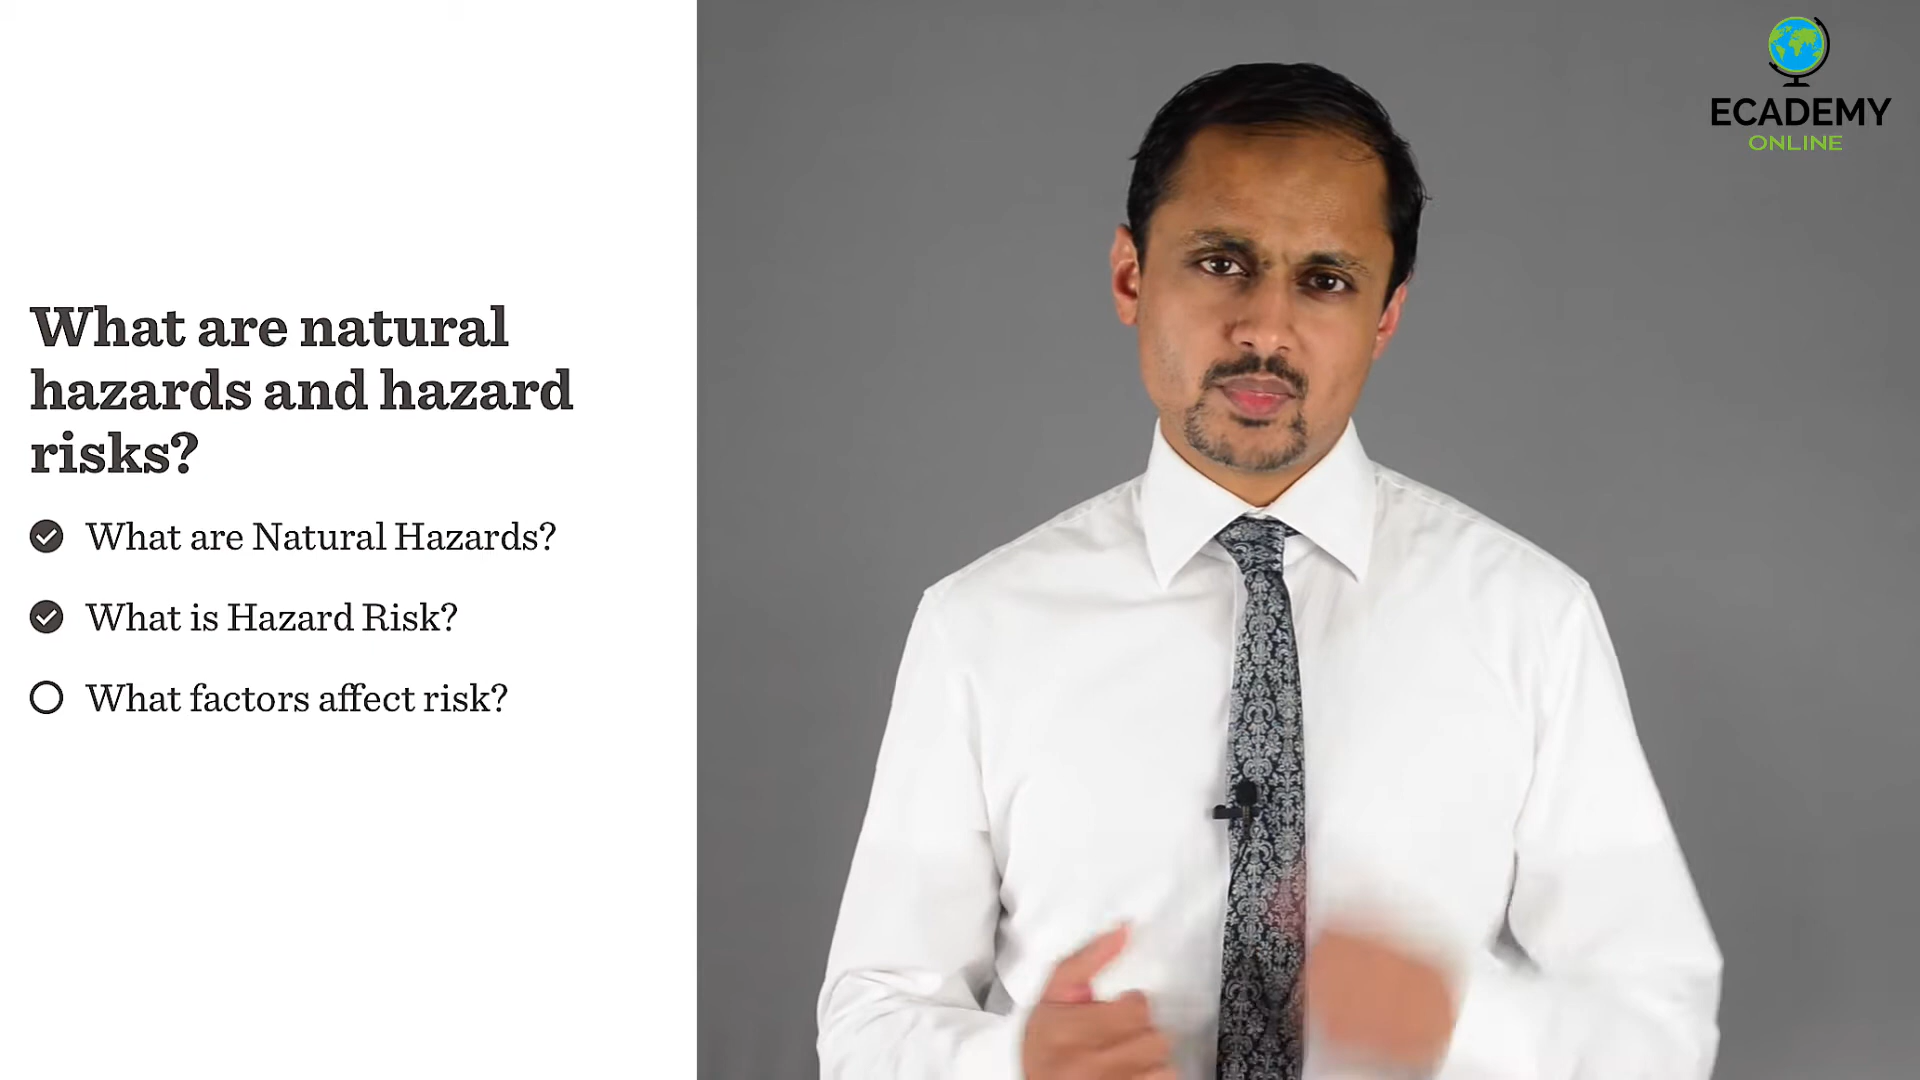 What are natural
hazards and hazard
risks?
What are Natural Hazards?
What is Hazard Risk?
What factors affect risk?
ECADEMY
ONLINE